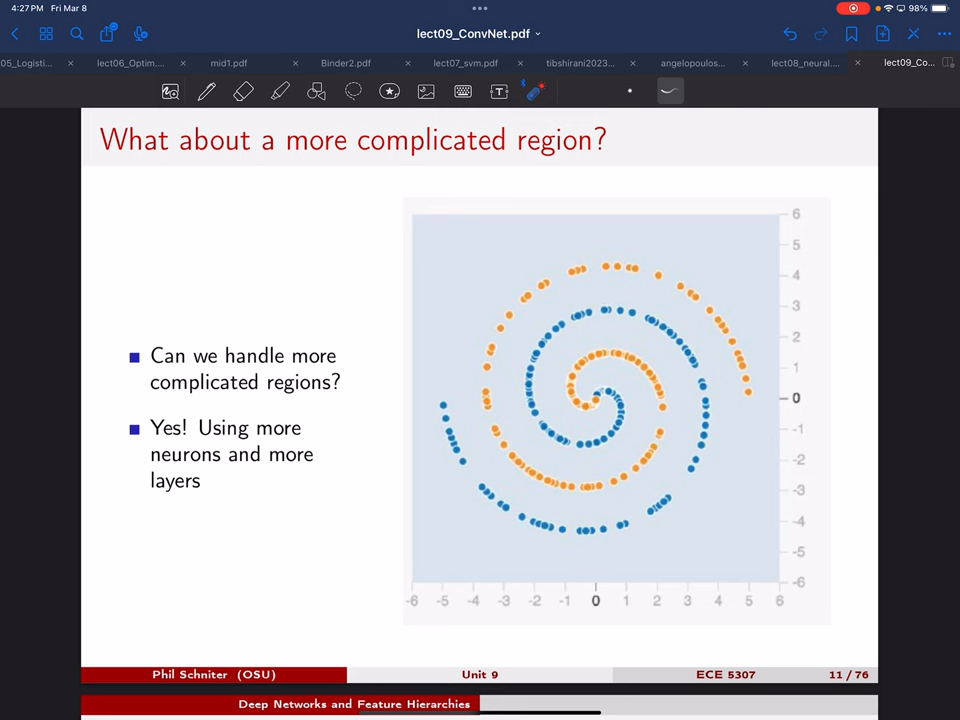 4:27 PM Fri Mar 8
98%
lect09_ConvNet.pdf
05_Logisti...
lect06_Optim....
mid1.pdf
Binder2.pdf
lect07_svm.pdf
tibshirani2023...
angelopoulos...
lect08_neural....
lect09_Co...
What about a more complicated region?
Can we handle more
complicated regions?
Yes! Using more
neurons and more
layers
6
5
4
3
2
1
0
-1
-2
-3
-4
-5
-6
-6 -5 -4 -3 -2 -1 0 1 2 3 4 5 6
Phil Schniter (OSU) Unit 9 ECE 5307 11 / 76
Deep Networks and Feature Hierarchies